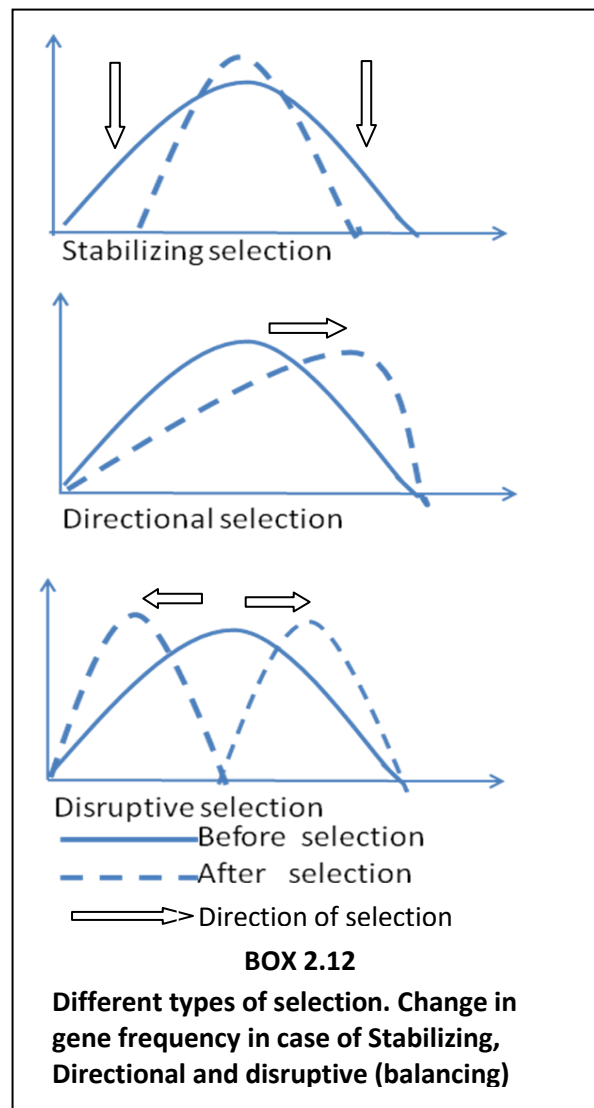 Stabilizing selection
Directional selection
Disruptive selection
Before selection
After selection
Direction of selection
BOX 2.12
Different types of selection. Change in
gene frequency in case of Stabilizing,
Directional and disruptive (balancing)